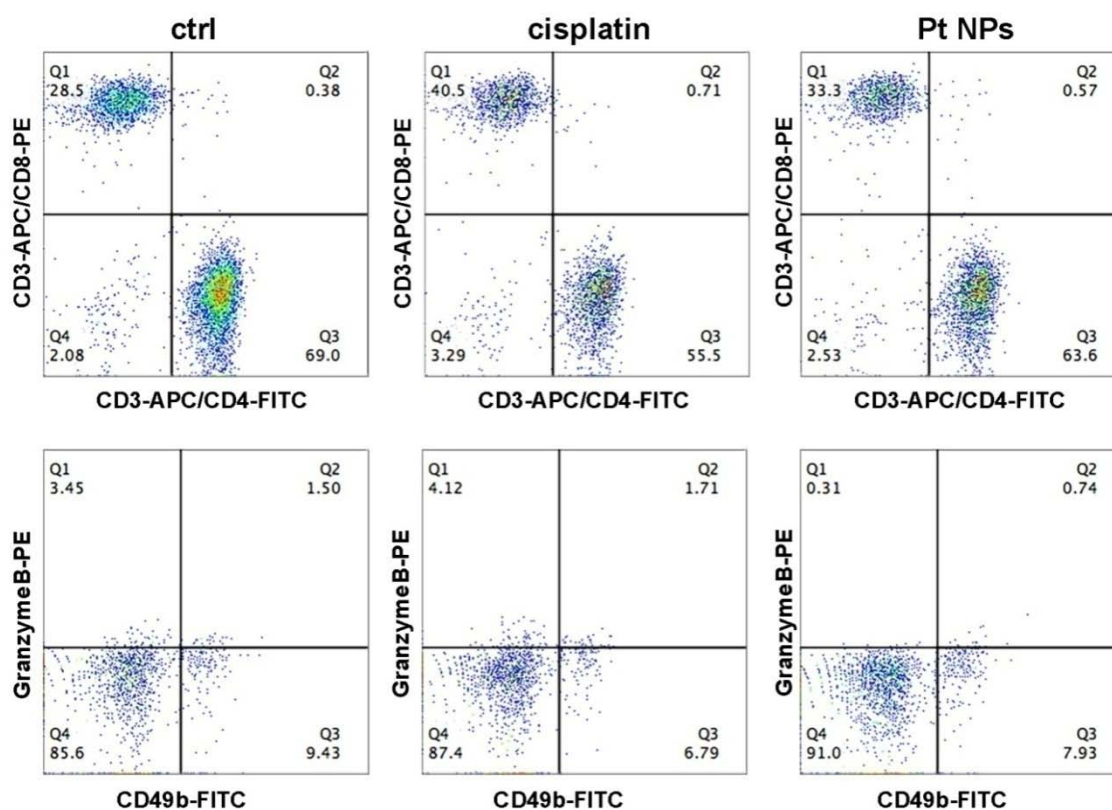 ctrl
cisplatin
Pt NPs
CD3-APC/CD8-PE
Q1
28.5
Q2
0.38
Q4
2.08
Q3
69.0
CD3-APC/CD4-FITC
CD3-APC/CD8-PE
Q1
40.5
Q2
0.71
Q4
3.29
Q3
55.5
CD3-APC/CD4-FITC
CD3-APC/CD8-PE
Q1
33.3
Q2
0.57
Q4
2.53
Q3
63.6
CD3-APC/CD4-FITC
GranzymeB-PE
Q1
3.45
Q2
1.50
Q4
85.6
Q3
9.43
CD49b-FITC
GranzymeB-PE
Q1
4.12
Q2
1.71
Q4
87.4
Q3
6.79
CD49b-FITC
GranzymeB-PE
Q1
0.31
Q2
0.74
Q4
91.0
Q3
7.93
CD49b-FITC